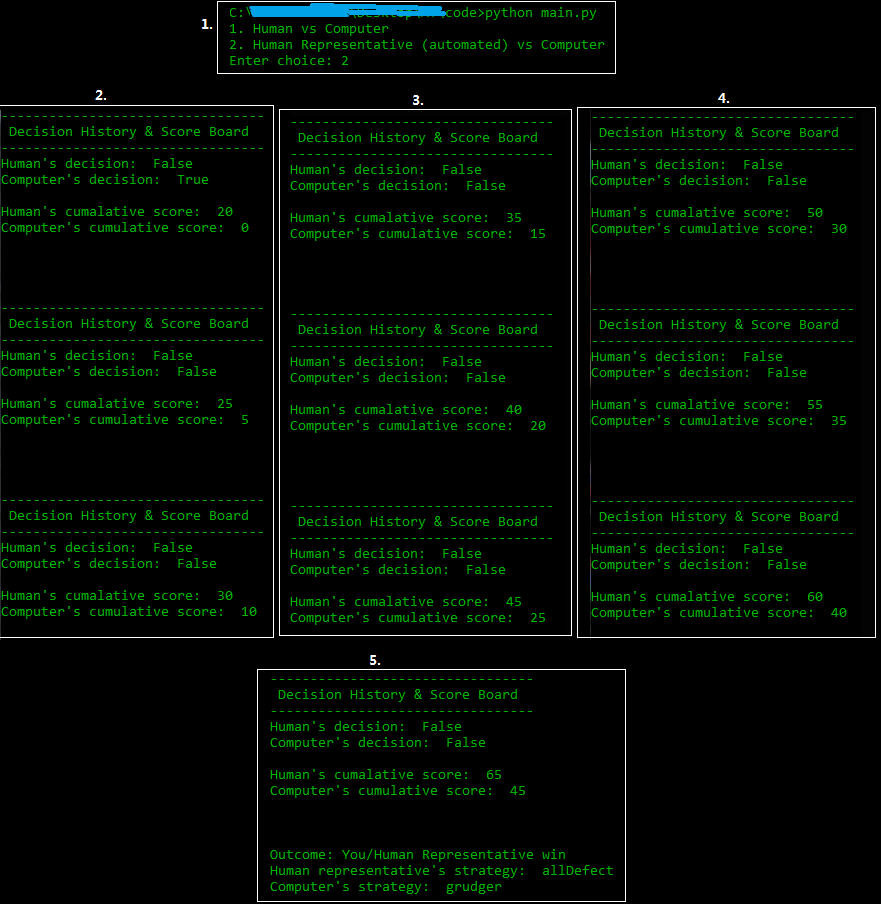 1.
C:\ code>python main.py
1. Human vs Computer
2. Human Representative (automated) vs Computer
Enter choice: 2
2.
---------------------------------
Decision History & Score Board
---------------------------------
Human's decision:  False
Computer's decision:  True
Human's cumalative score:  20
Computer's cumulative score:  0
---------------------------------
Decision History & Score Board
---------------------------------
Human's decision:  False
Computer's decision:  False
Human's cumalative score:  25
Computer's cumulative score:  5
---------------------------------
Decision History & Score Board
---------------------------------
Human's decision:  False
Computer's decision:  False
Human's cumalative score:  30
Computer's cumulative score:  10
3.
---------------------------------
Decision History & Score Board
---------------------------------
Human's decision:  False
Computer's decision:  False
Human's cumalative score:  35
Computer's cumulative score:  15
---------------------------------
Decision History & Score Board
---------------------------------
Human's decision:  False
Computer's decision:  False
Human's cumalative score:  40
Computer's cumulative score:  20
---------------------------------
Decision History & Score Board
---------------------------------
Human's decision:  False
Computer's decision:  False
Human's cumalative score:  45
Computer's cumulative score:  25
4.
---------------------------------
Decision History & Score Board
---------------------------------
Human's decision:  False
Computer's decision:  False
Human's cumalative score:  50
Computer's cumulative score:  30
---------------------------------
Decision History & Score Board
---------------------------------
Human's decision:  False
Computer's decision:  False
Human's cumalative score:  55
Computer's cumulative score:  35
---------------------------------
Decision History & Score Board
---------------------------------
Human's decision:  False
Computer's decision:  False
Human's cumalative score:  60
Computer's cumulative score:  40
5.
---------------------------------
Decision History & Score Board
---------------------------------
Human's decision:  False
Computer's decision:  False
Human's cumalative score:  65
Computer's cumulative score:  45
Outcome: You/Human Representative win
Human representative's strategy:  allDefect
Computer's strategy:  grudger